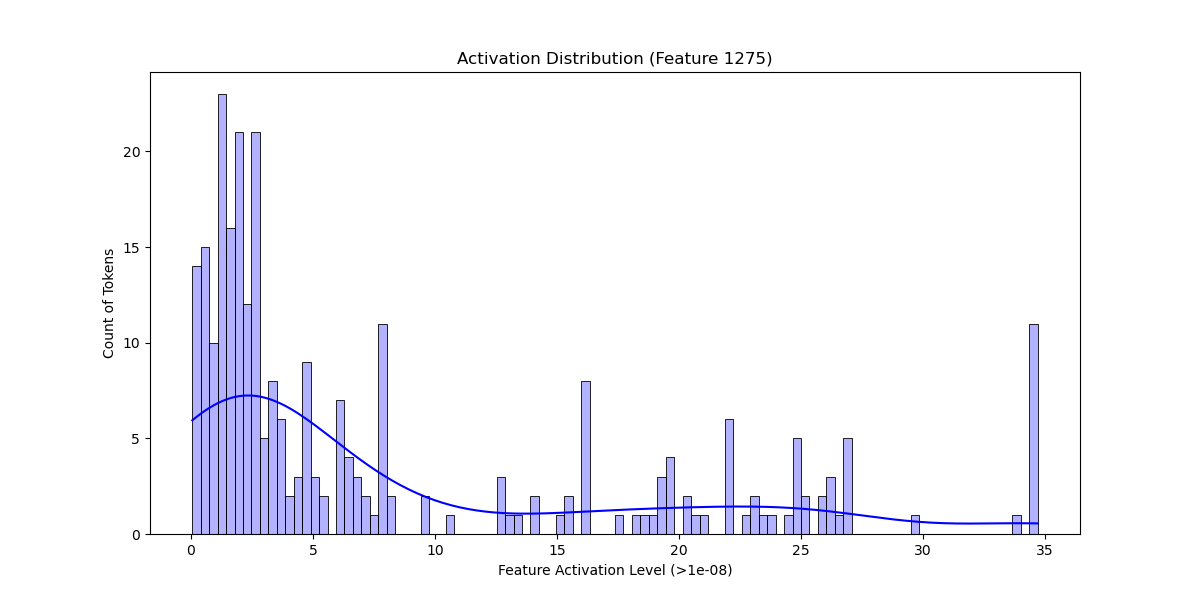 Activation Distribution (Feature 1275)
Count of Tokens
20
15
10
5
0
0 5 10 15 20 25 30 35
Feature Activation Level (>1e-08)